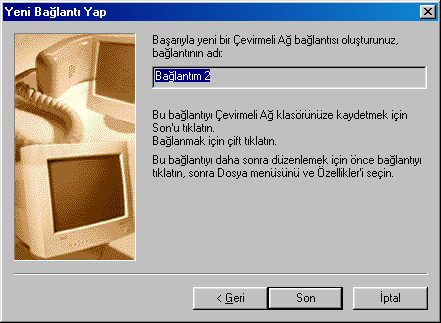 Yeni Bağlantı Yap
Başarıyla yeni bir Çevirmeli Ağ bağlantısı oluşturunuz,
bağlantının adı:
Bağlantım 2
Bu bağlantıyı Çevirmeli Ağ klasörünüze kaydetmek için
Son'u tıklatın.
Bağlanmak için çift tıklatın.
Bu bağlantıyı daha sonra düzenlemek için önce bağlantıyı
tıklatın, sonra Dosya menüsünü ve Özellikler'i seçin.
< Geri
Son
İptal